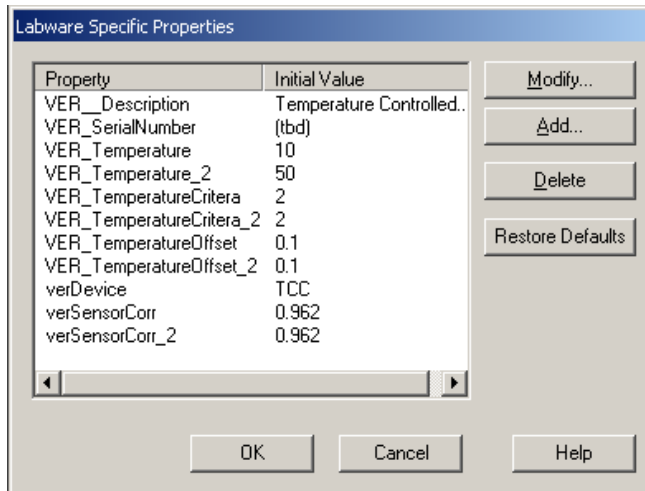 Labware Specific Properties
Property Initial Value
VER__Description Temperature Controlled..
VER_SerialNumber (tbd)
VER_Temperature 10
VER_Temperature_2 50
VER_TemperatureCritera 2
VER_TemperatureCritera_2 2
VER_TemperatureOffset 0.1
VER_TemperatureOffset_2 0.1
verDevice TCC
verSensorCorr 0.962
verSensorCorr_2 0.962
Modify...
Add...
Delete
Restore Defaults
OK Cancel Help